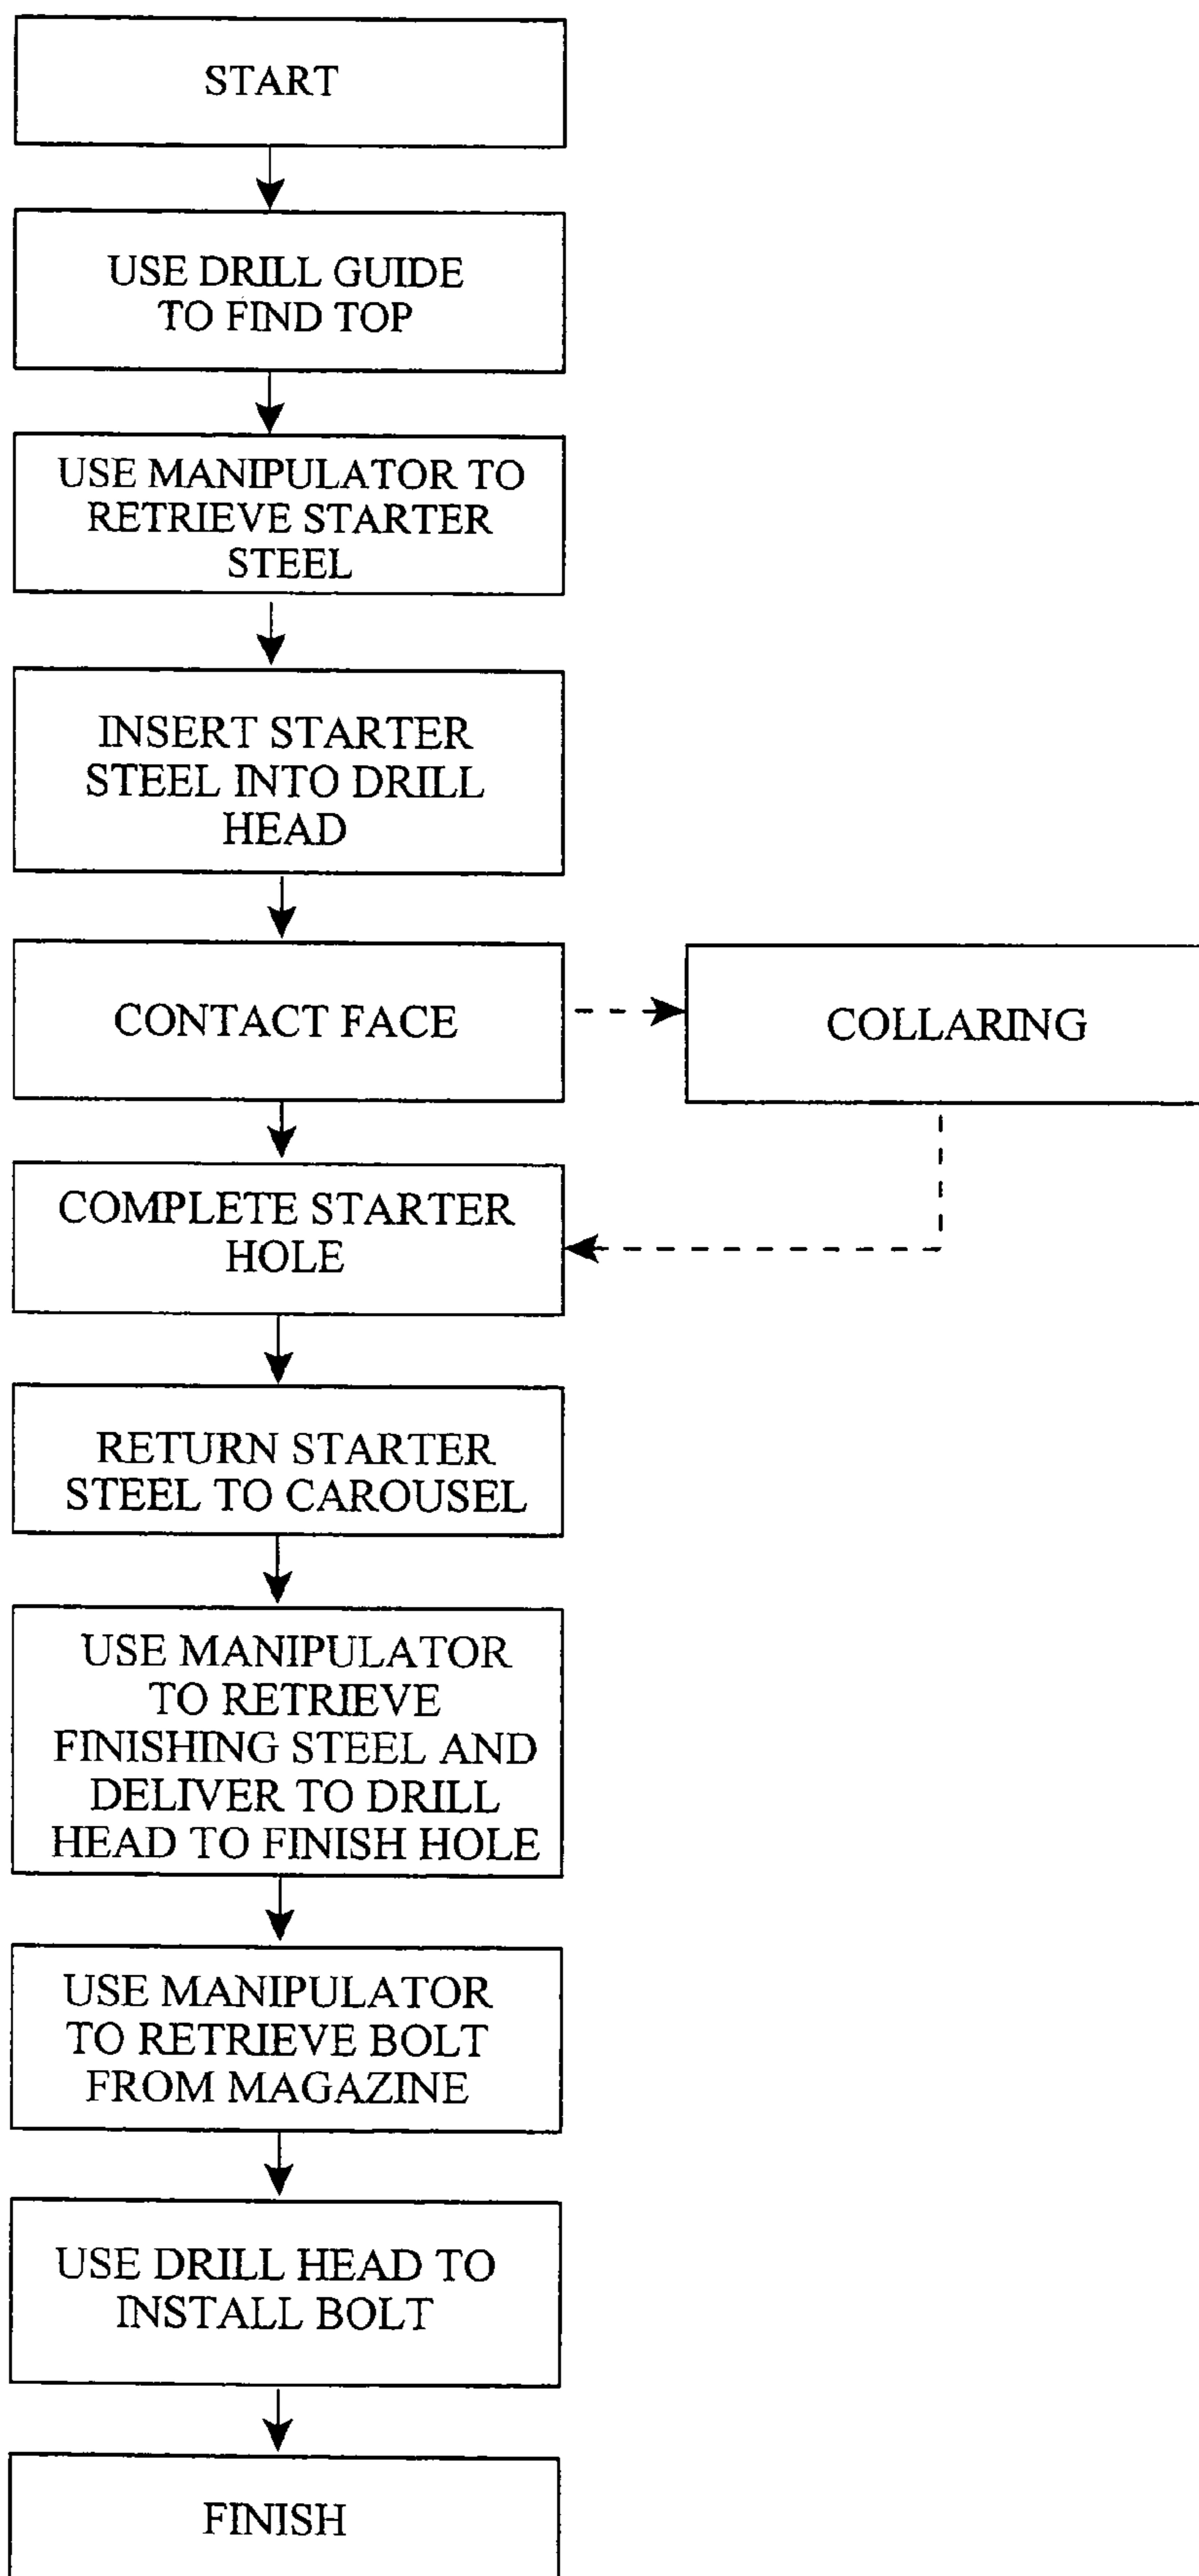 START
USE DRILL GUIDE
TO FIND TOP
USE MANIPULATOR TO
RETRIEVE STARTER
STEEL
INSERT STARTER
STEEL INTO DRILL
HEAD
CONTACT FACE
COLLARING
COMPLETE STARTER
HOLE
RETURN STARTER
STEEL TO CAROUSEL
USE MANIPULATOR
TO RETRIEVE
FINISHING STEEL AND
DELIVER TO DRILL
HEAD TO FINISH HOLE
USE MANIPULATOR
TO RETRIEVE BOLT
FROM MAGAZINE
USE DRILL HEAD TO
INSTALL BOLT
FINISH